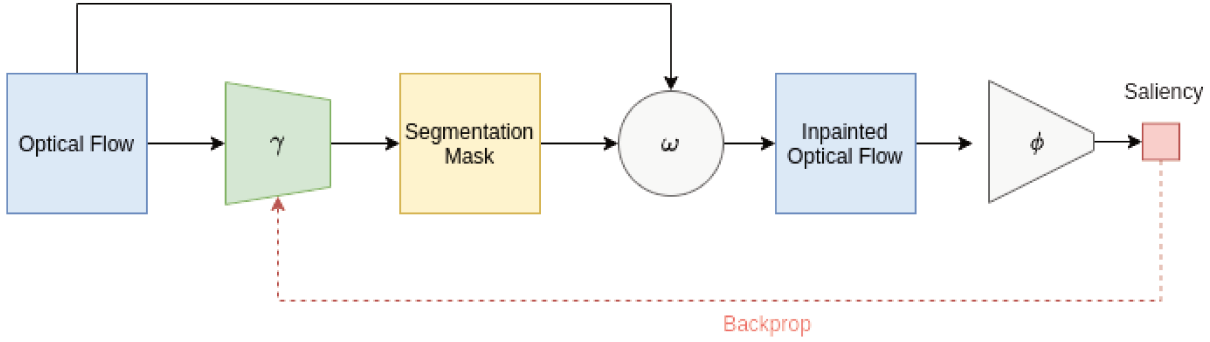 Optical Flow
γ
Segmentation
Mask
ω
Inpainted
Optical Flow
ϕ
Saliency
Backprop